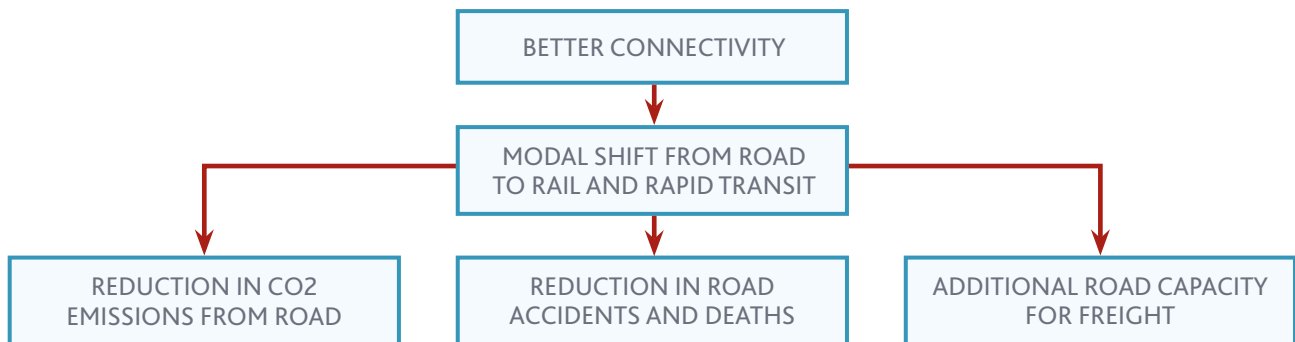 BETTER CONNECTIVITY
MODAL SHIFT FROM ROAD
TO RAIL AND RAPID TRANSIT
REDUCTION IN CO2
EMISSIONS FROM ROAD
REDUCTION IN ROAD
ACCIDENTS AND DEATHS
ADDITIONAL ROAD CAPACITY
FOR FREIGHT